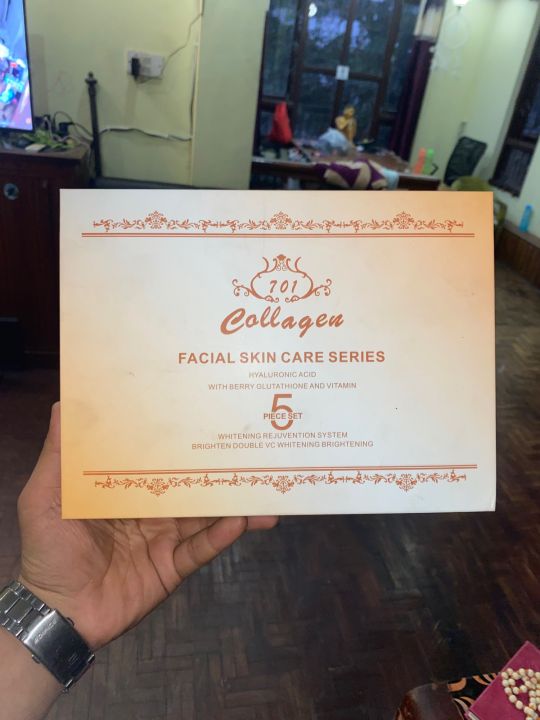 701
Collagen
FACIAL SKIN CARE SERIES
HYALURONIC ACID
WITH BERRY GLUTATHIONE AND VITAMIN
5
PIECE SET
WHITENING REJUVENTION SYSTEM
BRIGHTEN DOUBLE VC WHITENING BRIGHTENING